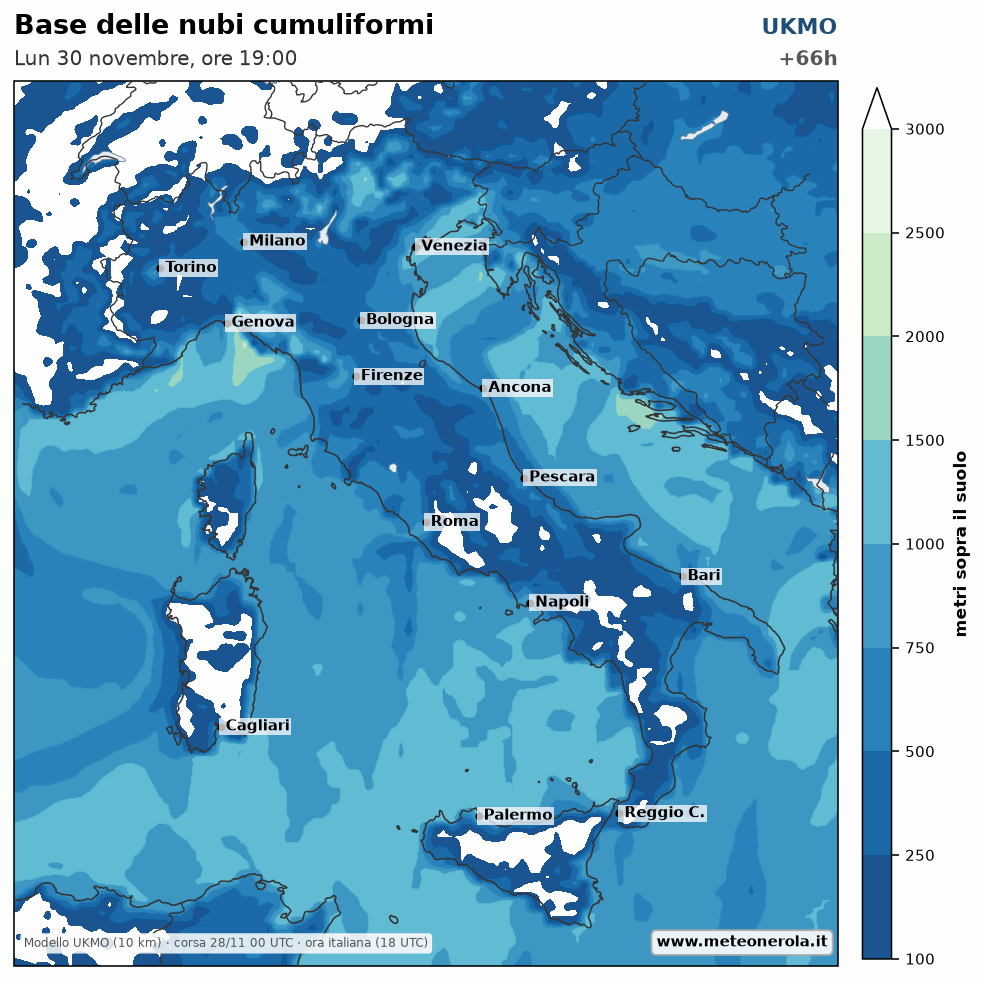 Base delle nubi cumuliformi
UKMO
Lun 30 novembre, ore 19:00
+66h
3000
2500
2000
1500
1000
750
500
250
100
metri sopra il suolo
Milano
Venezia
Torino
Genova
Bologna
Firenze
Ancona
Pescara
Roma
Bari
Napoli
Cagliari
Palermo
Reggio C.
Modello UKMO (10 km) · corsa 28/11 00 UTC · ora italiana (18 UTC)
www.meteonerola.it